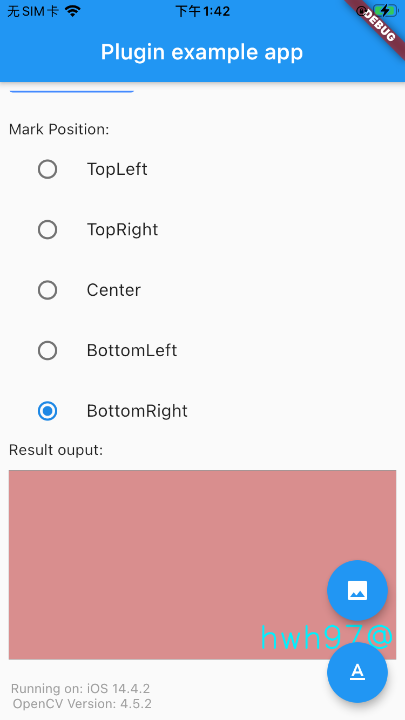 无SIM卡 下午1:42
DEBUG
Plugin example app
Mark Position:
TopLeft
TopRight
Center
BottomLeft
BottomRight
Result ouput:
hwh97@
A
Running on: iOS 14.4.2
OpenCV Version: 4.5.2